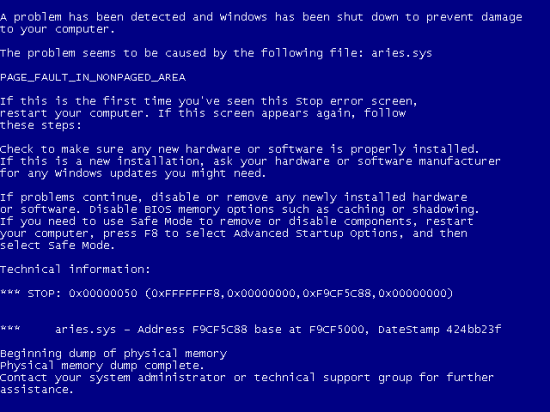 A problem has been detected and Windows has been shut down to prevent damage
to your computer.
The problem seems to be caused by the following file: aries.sys
PAGE_FAULT_IN_NONPAGED_AREA
If this is the first time you've seen this Stop error screen,
restart your computer. If this screen appears again, follow
these steps:
Check to make sure any new hardware or software is properly installed.
If this is a new installation, ask your hardware or software manufacturer
for any Windows updates you might need.
If problems continue, disable or remove any newly installed hardware
or software. Disable BIOS memory options such as caching or shadowing.
If you need to use Safe Mode to remove or disable components, restart
your computer, press F8 to select Advanced Startup Options, and then
select Safe Mode.
Technical information:
*** STOP: 0x00000050 (0xFFFFFFF8,0x00000000,0xF9CF5C88,0x00000000)
*** aries.sys - Address F9CF5C88 base at F9CF5000, DateStamp 424bb23f
Beginning dump of physical memory
Physical memory dump complete.
Contact your system administrator or technical support group for further
assistance.